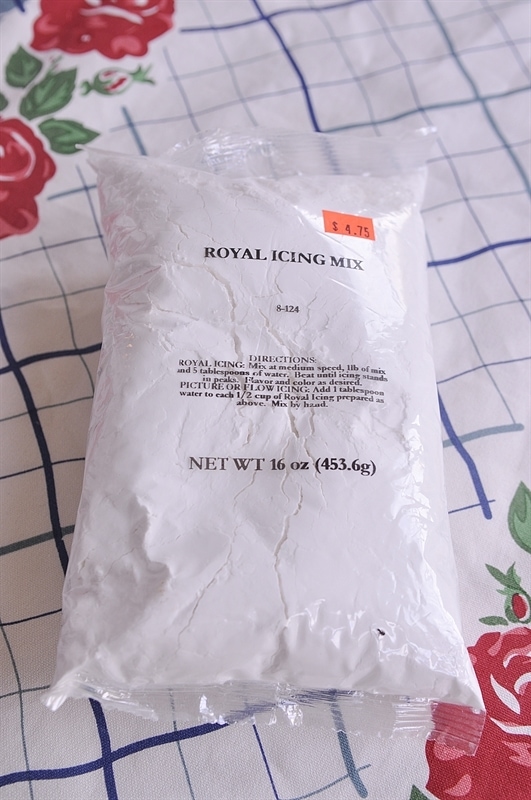 $ 4.75
ROYAL ICING MIX
8-124
DIRECTIONS:
ROYAL ICING: Mix at medium speed, 1lb of mix
and 5 tablespoons of water. Beat until icing stands
in peaks. Flavor and color as desired.
PICTURE OR FLOW ICING: Add 1 tablespoon
water to each 1/2 cup of Royal Icing prepared as
above. Mix by hand.
NET WT 16 oz (453.6g)